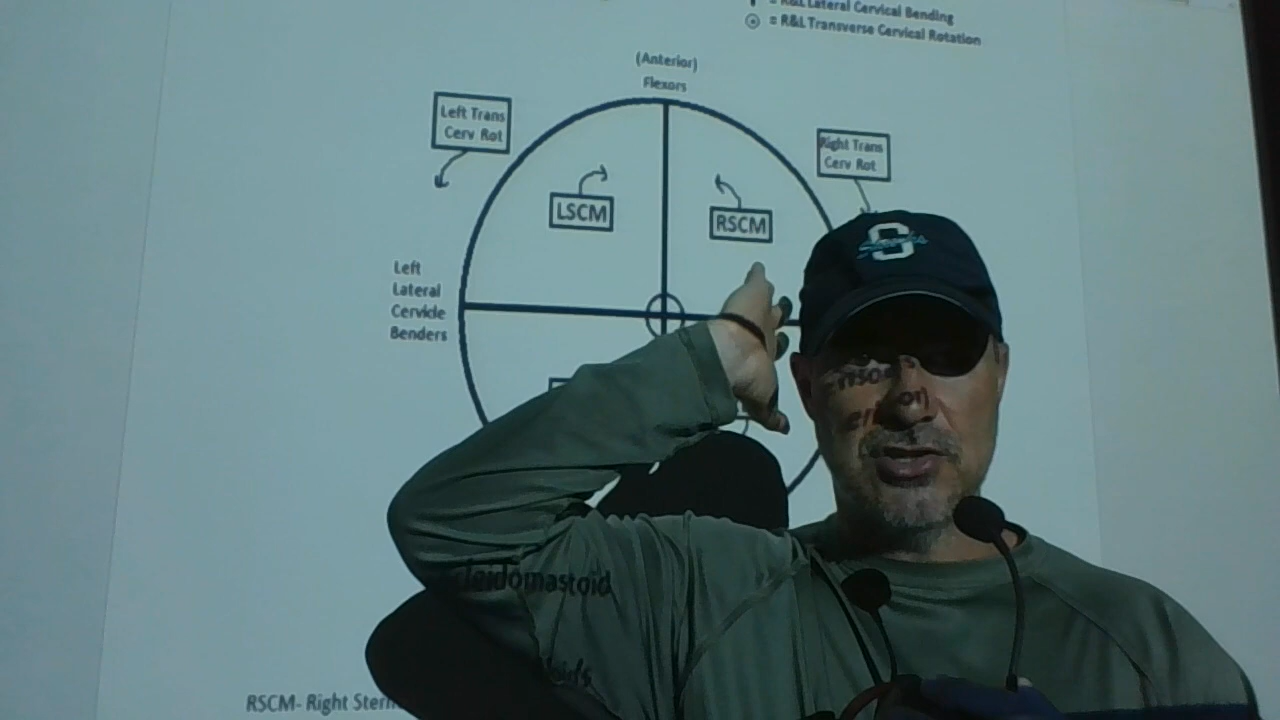 = R&L Lateral Cervical Bending
= R&L Transverse Cervical Rotation
(Anterior)
Flexors
Left Trans
Cerv Rot
Right Trans
Cerv Rot
LSCM
RSCM
Left
Lateral
Cervicle
Benders
S
eidomastoid
RSCM- Right Stern